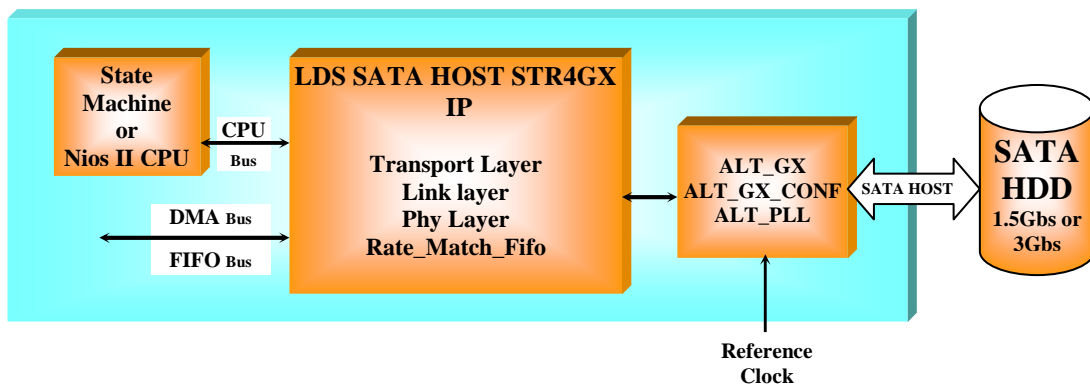 State
Machine
or
Nios II CPU
CPU
Bus
DMA Bus
FIFO Bus
LDS SATA HOST STR4GX
IP
Transport Layer
Link layer
Phy Layer
Rate_Match_Fifo
ALT_GX
ALT_GX_CONF
ALT_PLL
SATA HOST
SATA
HDD
1.5Gbs or
3Gbs
Reference
Clock